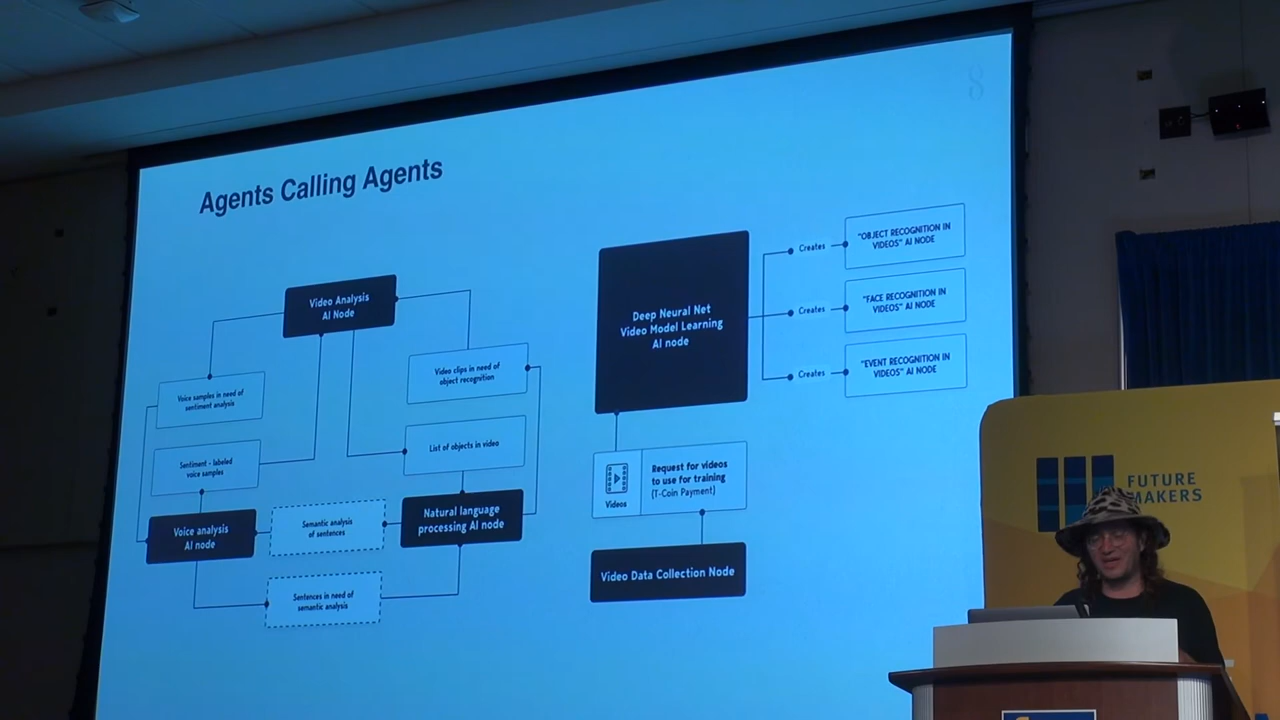 8
Agents Calling Agents
Video Analysis
AI Node
Voice samples in need of
sentiment analysis
Video clips in need of
object recognition
Sentiment - labeled
voice samples
List of objects in video
Voice analysis
AI node
Semantic analysis
of sentences
Natural language
processing AI node
Sentences in need of
semantic analysis
Deep Neural Net
Video Model Learning
AI node
Creates
"OBJECT RECOGNITION IN
VIDEOS" AI NODE
Creates
"FACE RECOGNITION IN
VIDEOS" AI NODE
Creates
"EVENT RECOGNITION IN
VIDEOS" AI NODE
Videos
Request for videos
to use for training
(T-Coin Payment)
Video Data Collection Node
FUTURE
MAKERS